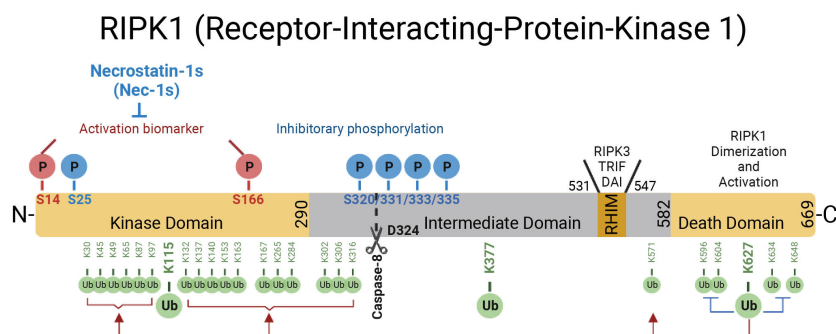 RIPK1 (Receptor-Interacting-Protein-Kinase 1)
Necrostatin-1s
(Nec-1s)
Activation biomarker
Inhibitorary phosphorylation
RIPK3
TRIF
DAI
RIPK1
Dimerization
and
Activation
P P P P P P P
531 547
S14 S25 S166 S320/331/333/335
N- Kinase Domain 290 Intermediate Domain RHIM 582 Death Domain 669 -C
D324
Caspase-8
K30 K45 K49 K65 K87 K97 K115 K132 K137 K140 K153 K163 K167 K265 K284 K302 K306 K316 K377 K571 K596 K604 K627 K634 K648
Ub Ub Ub Ub Ub Ub Ub Ub Ub Ub Ub Ub Ub Ub Ub Ub Ub Ub Ub Ub Ub Ub Ub Ub Ub